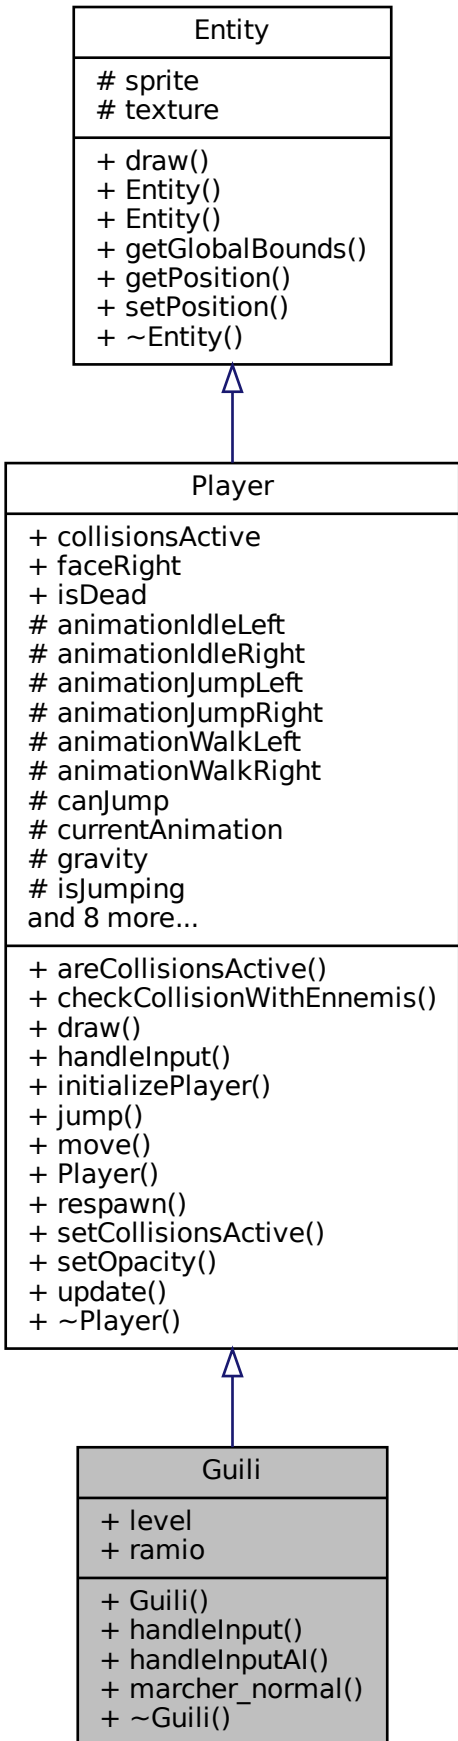 Entity
# sprite
# texture
+ draw()
+ Entity()
+ Entity()
+ getGlobalBounds()
+ getPosition()
+ setPosition()
+ ~Entity()
Player
+ collisionsActive
+ faceRight
+ isDead
# animationIdleLeft
# animationIdleRight
# animationJumpLeft
# animationJumpRight
# animationWalkLeft
# animationWalkRight
# canJump
# currentAnimation
# gravity
# isJumping
and 8 more...
+ areCollisionsActive()
+ checkCollisionWithEnnemis()
+ draw()
+ handleInput()
+ initializePlayer()
+ jump()
+ move()
+ Player()
+ respawn()
+ setCollisionsActive()
+ setOpacity()
+ update()
+ ~Player()
Guili
+ level
+ ramio
+ Guili()
+ handleInput()
+ handleInputAI()
+ marcher_normal()
+ ~Guili()